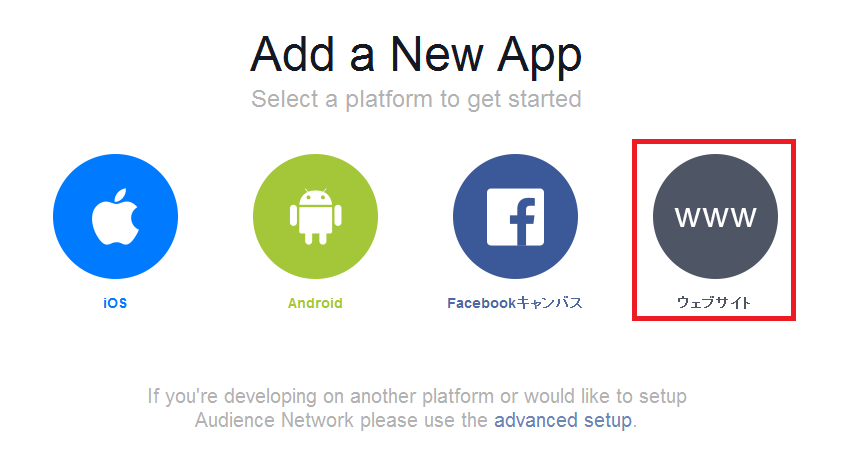 Add a New App
Select a platform to get started
WWW
iOS
Android
Facebookキャンバス
ウェブサイト
If you're developing on another platform or would like to setup
Audience Network please use the advanced setup.